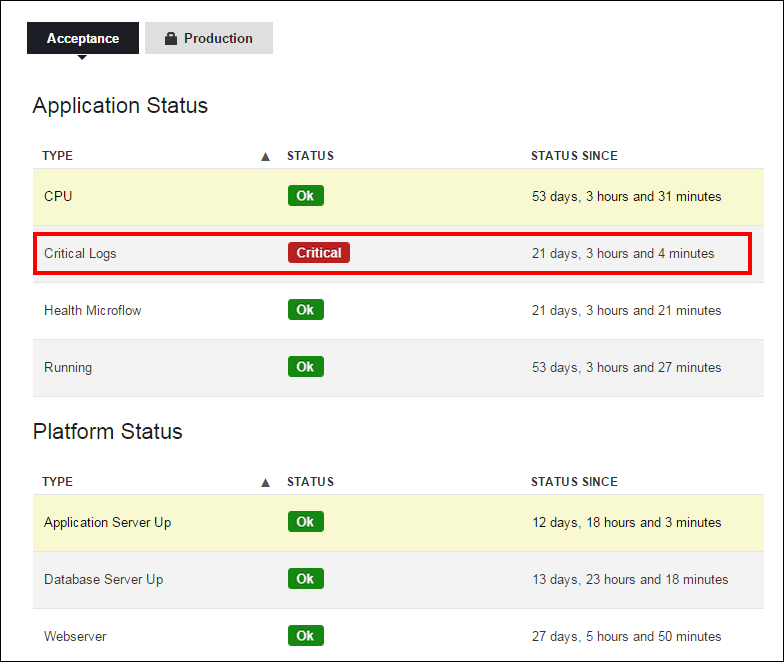 Acceptance Production
Application Status
TYPE ▲ STATUS STATUS SINCE
CPU Ok 53 days, 3 hours and 31 minutes
Critical Logs Critical 21 days, 3 hours and 4 minutes
Health Microflow Ok 21 days, 3 hours and 21 minutes
Running Ok 53 days, 3 hours and 27 minutes
Platform Status
TYPE ▲ STATUS STATUS SINCE
Application Server Up Ok 12 days, 18 hours and 3 minutes
Database Server Up Ok 13 days, 23 hours and 18 minutes
Webserver Ok 27 days, 5 hours and 50 minutes